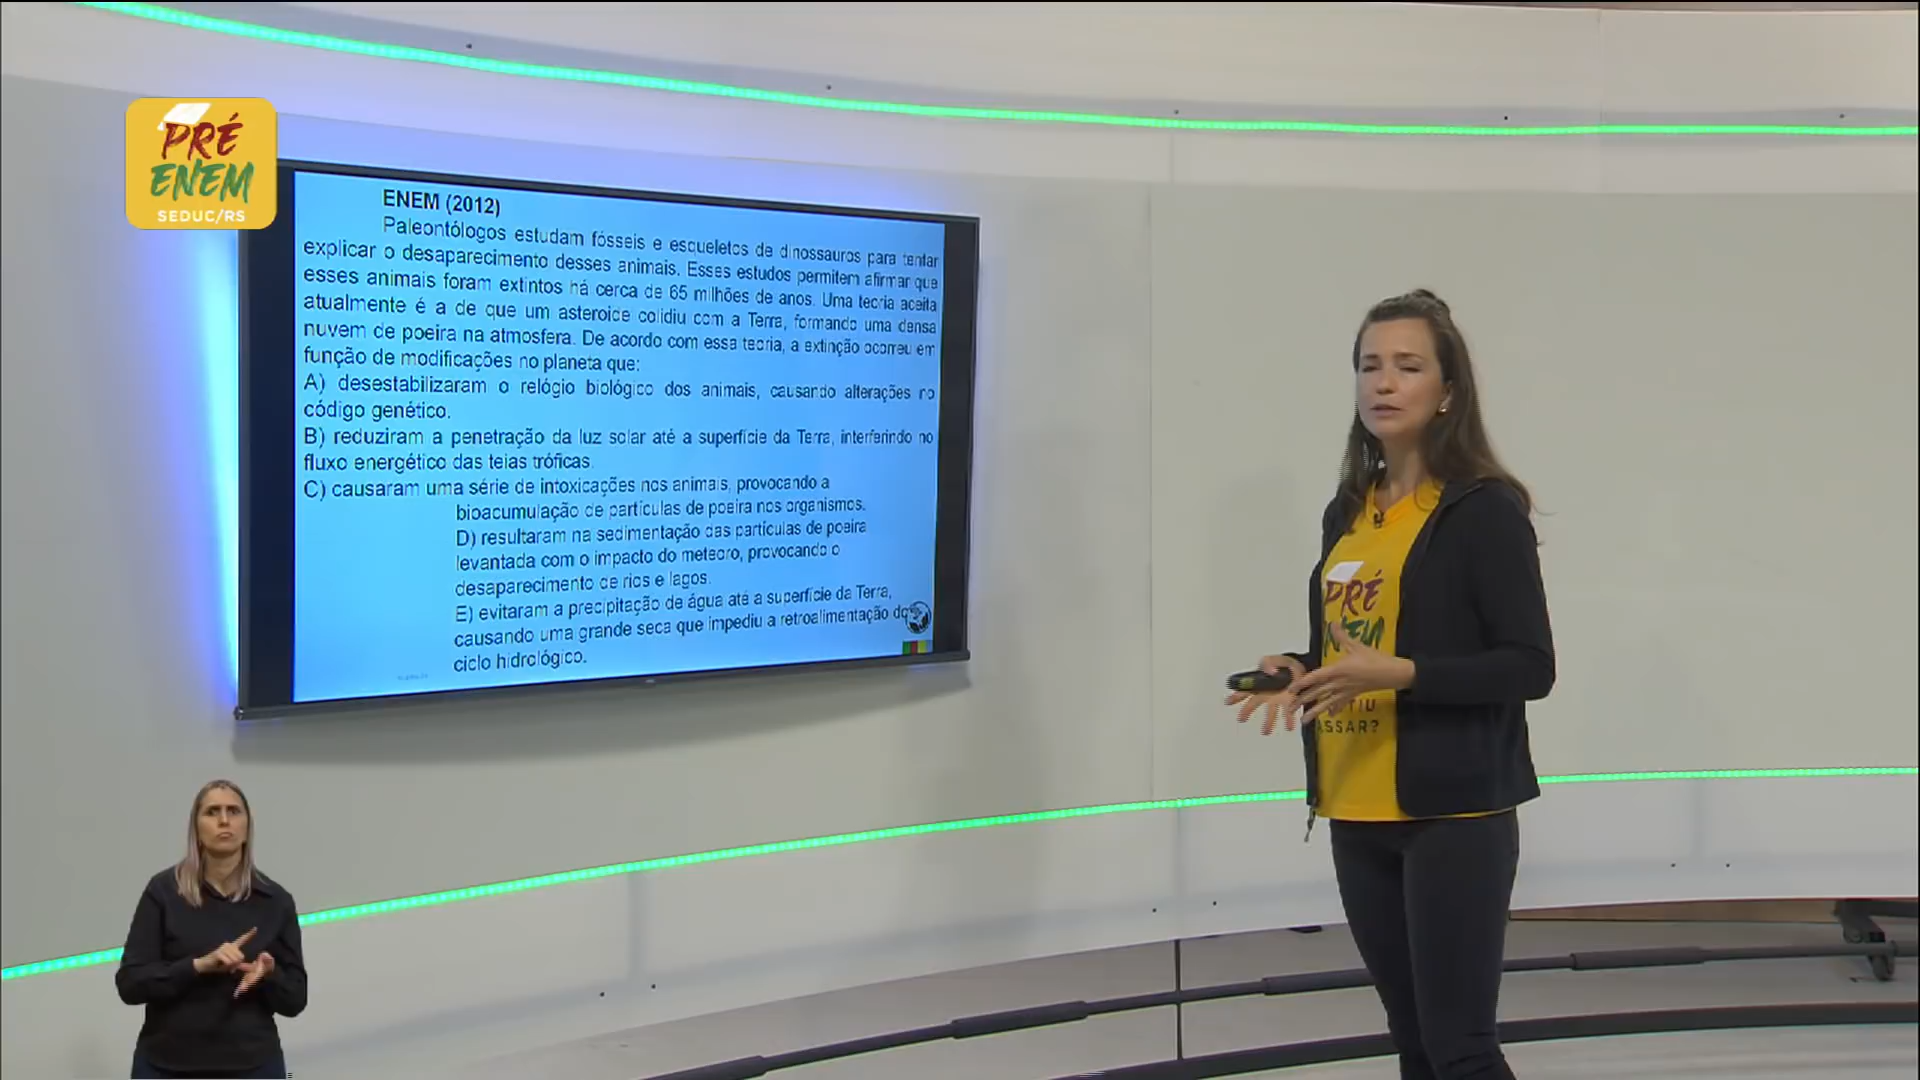 PRÉ
ENEM
SEDUC/RS
ENEM (2012)
Paleontólogos estudam fósseis e esqueletos de dinossauros para tentar
explicar o desaparecimento desses animais. Esses estudos permitem afirmar que
esses animais foram extintos há cerca de 65 milhões de anos. Uma teoria aceita
atualmente é a de que um asteroide colidiu com a Terra, formando uma densa
nuvem de poeira na atmosfera. De acordo com essa teoria, a extinção ocorreu em
função de modificações no planeta que:
A) desestabilizaram o relógio biológico dos animais, causando alterações no
código genético.
B) reduziram a penetração da luz solar até a superfície da Terra, interferindo no
fluxo energético das teias tróficas.
C) causaram uma série de intoxicações nos animais, provocando a
bioacumulação de partículas de poeira nos organismos.
D) resultaram na sedimentação das partículas de poeira
levantada com o impacto do meteoro, provocando o
desaparecimento de rios e lagos.
E) evitaram a precipitação de água até a superfície da Terra,
causando uma grande seca que impediu a retroalimentação do
ciclo hidrológico.
PRÉ
ENEM
ASSAR?